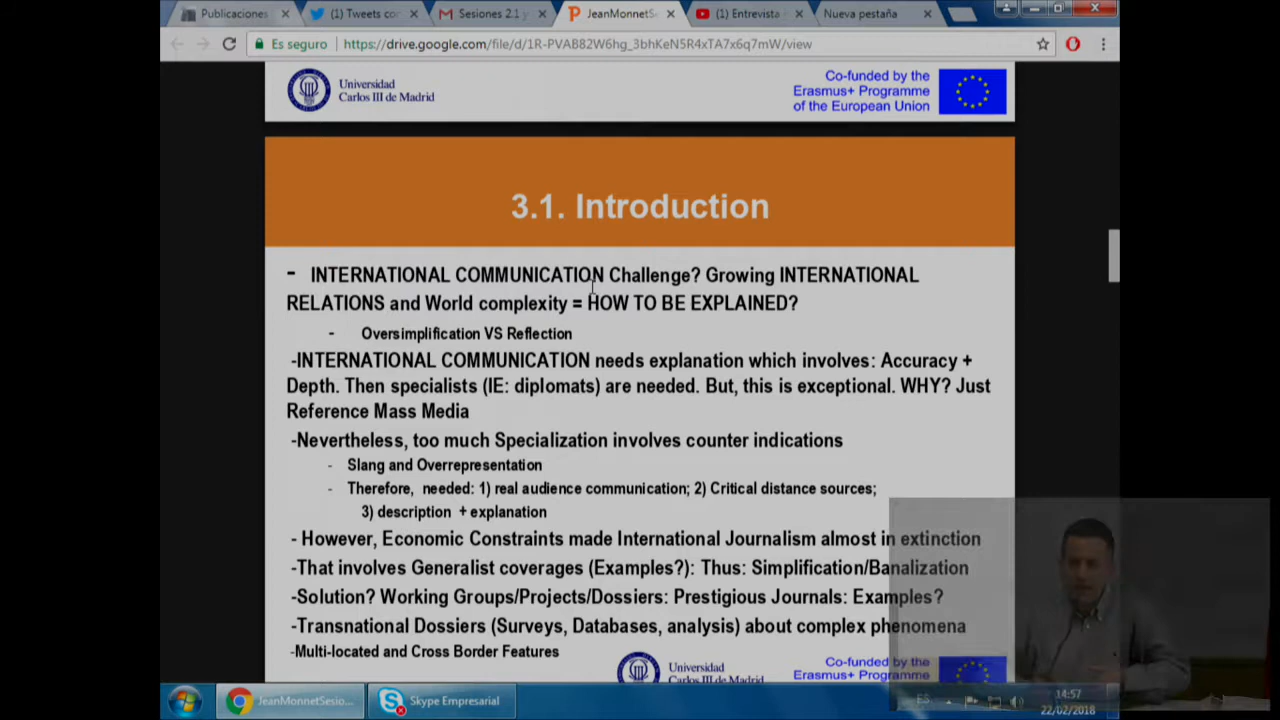 Publicaciones
(1) Tweets co
Sesiones 2.1 y
JeanMonnetSe
(1) Entrevista
Nueva pestaña
Es seguro
https://drive.google.com/file/d/1R-PVAB82W6hg_3bhKeN5R4xTA7x6q7mW/view
Universidad
Carlos III de Madrid
Co-funded by the
Erasmus+ Programme
of the European Union
3.1. Introduction
- INTERNATIONAL COMMUNICATION Challenge? Growing INTERNATIONAL
RELATIONS and World complexity = HOW TO BE EXPLAINED?
- Oversimplification VS Reflection
-INTERNATIONAL COMMUNICATION needs explanation which involves: Accuracy +
Depth. Then specialists (IE: diplomats) are needed. But, this is exceptional. WHY? Just
Reference Mass Media
-Nevertheless, too much Specialization involves counter indications
- Slang and Overrepresentation
- Therefore, needed: 1) real audience communication; 2) Critical distance sources;
3) description + explanation
- However, Economic Constraints made International Journalism almost in extinction
-That involves Generalist coverages (Examples?): Thus: Simplification/Banalization
-Solution? Working Groups/Projects/Dossiers: Prestigious Journals: Examples?
-Transnational Dossiers (Surveys, Databases, analysis) about complex phenomena
-Multi-located and Cross Border Features
Universidad
Carlos III de Madrid
Co-funded by the
Erasmus+ Programme
JeanMonnetSesio...
Skype Empresarial
ES
14:57
22/02/2018